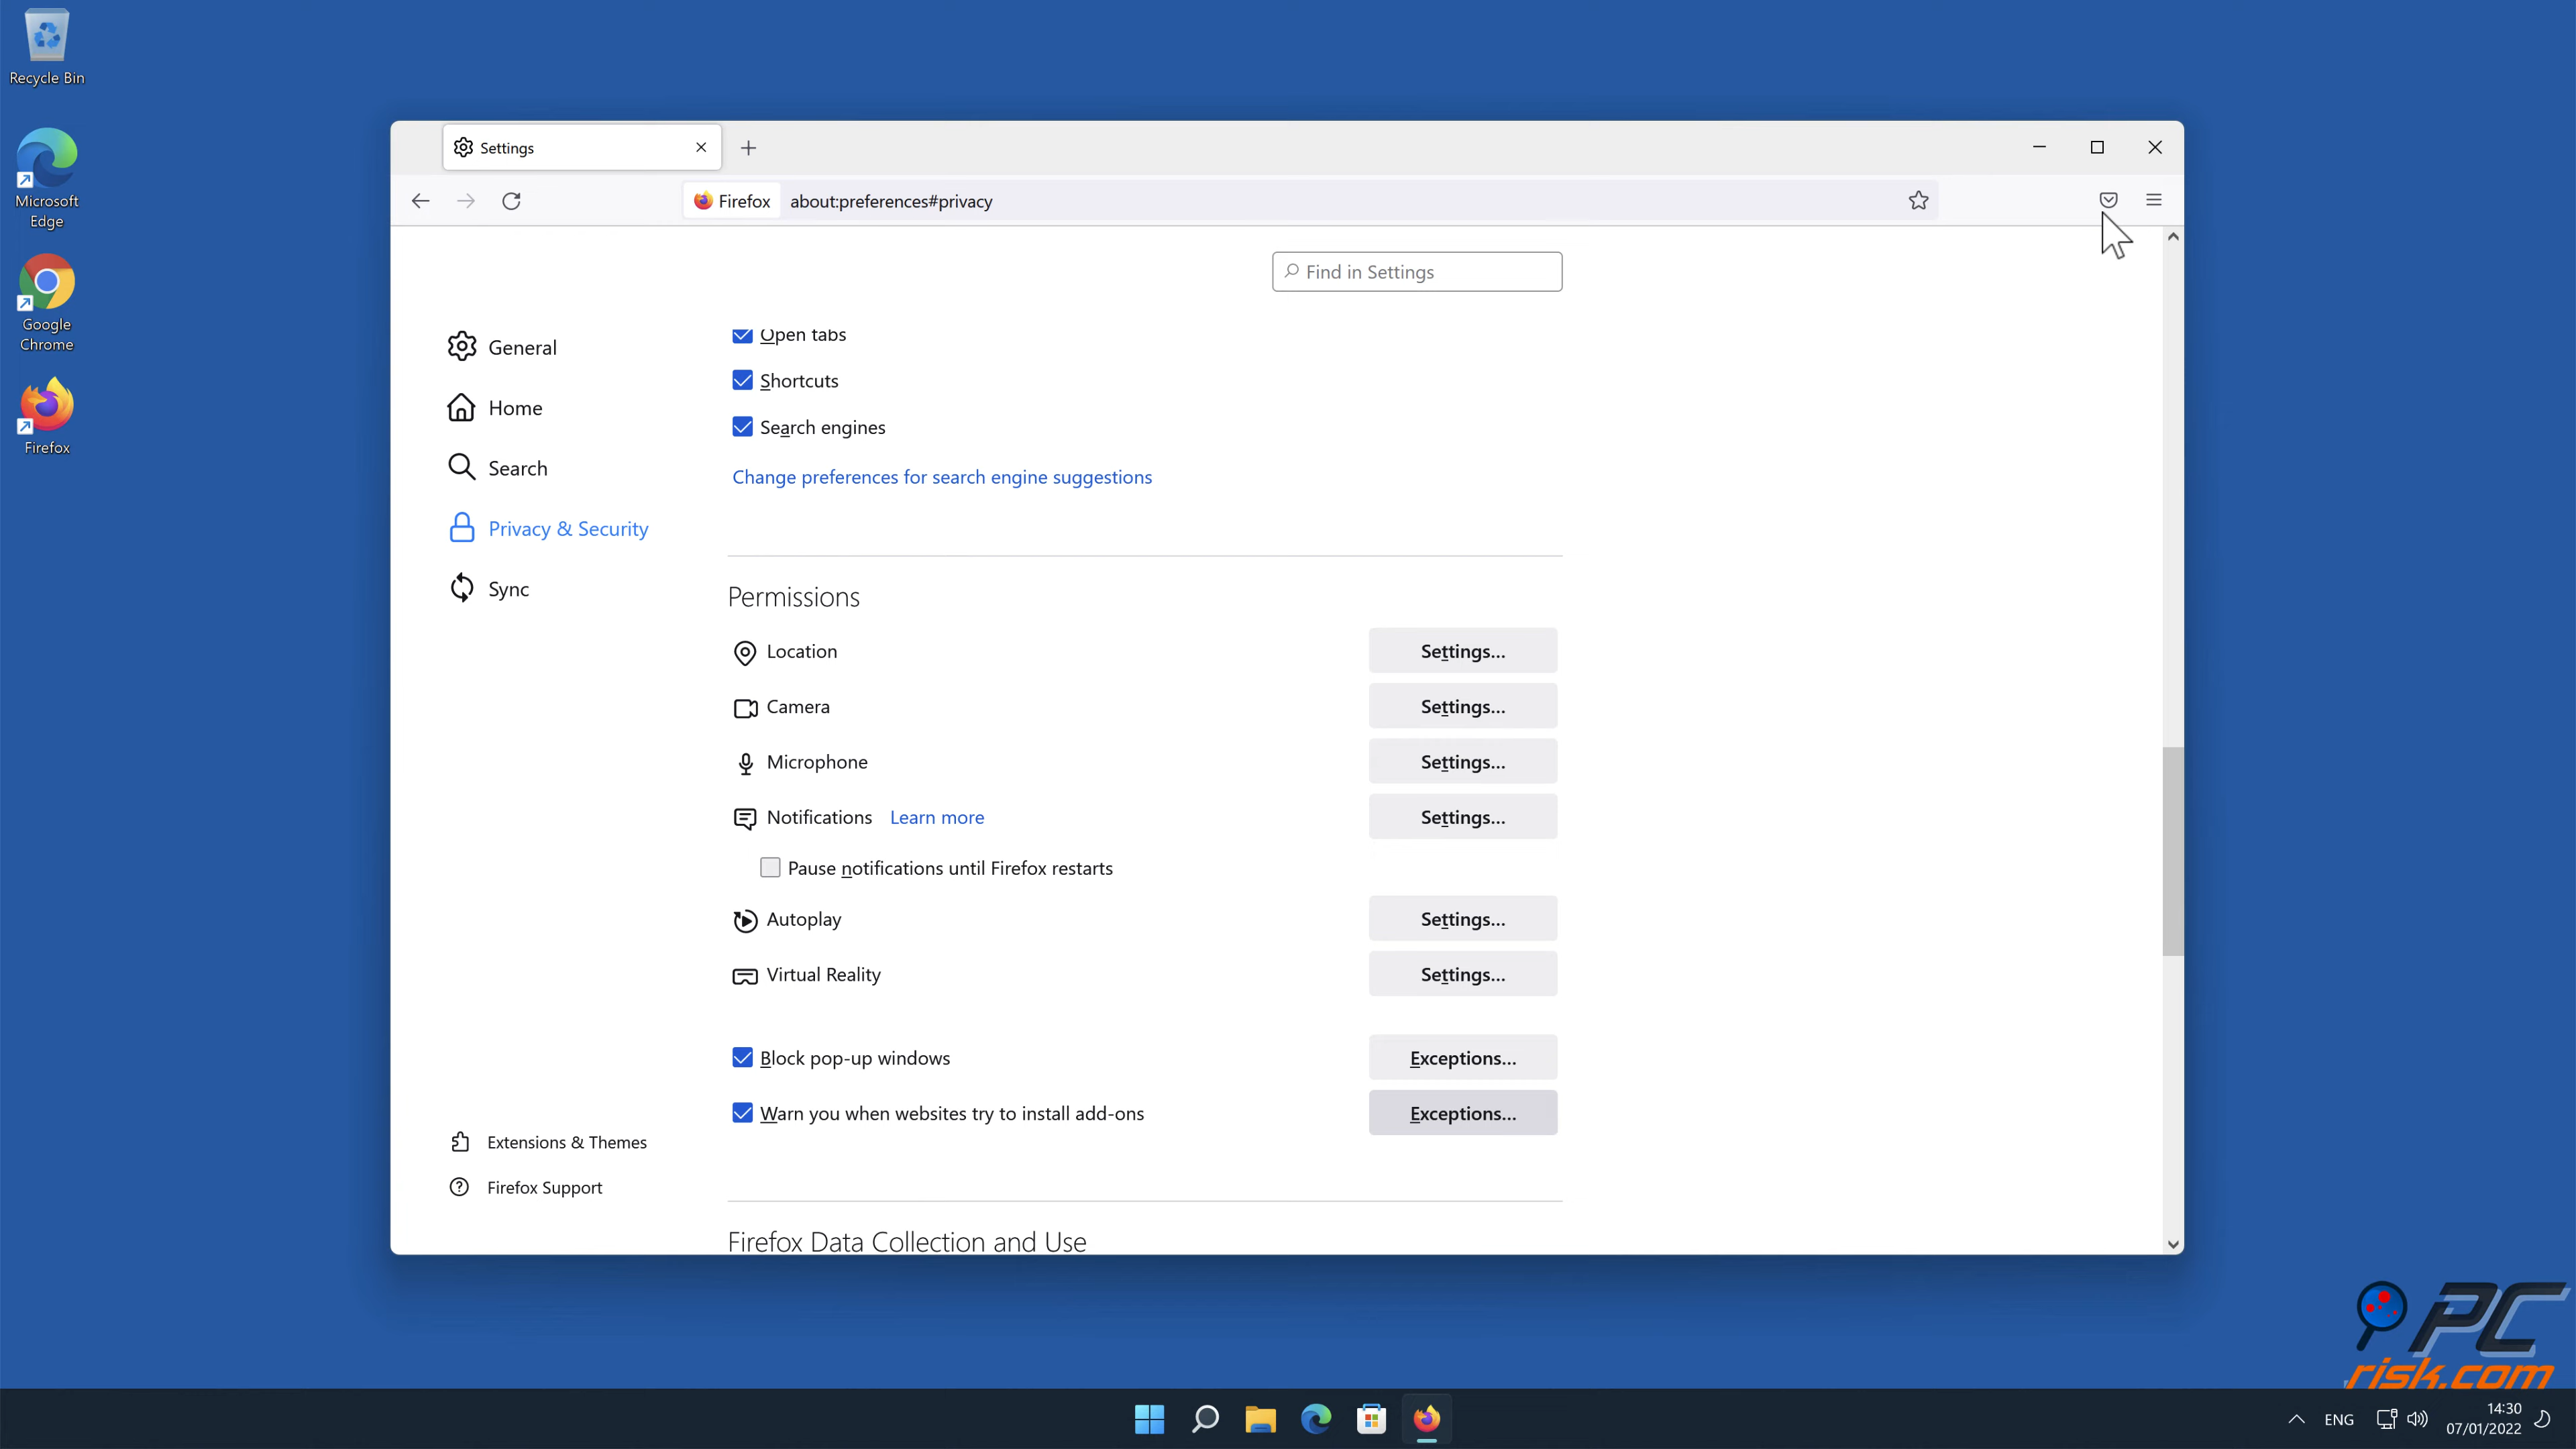 Recycle Bin
Microsoft
Edge
Google
Chrome
Firefox
Settings
Firefox
about:preferences#privacy
Find in Settings
General
Home
Search
Privacy & Security
Sync
Extensions & Themes
Firefox Support
Open tabs
Shortcuts
Search engines
Change preferences for search engine suggestions
Permissions
Location Settings...
Camera Settings...
Microphone Settings...
Notifications Learn more Settings...
Pause notifications until Firefox restarts
Autoplay Settings...
Virtual Reality Settings...
Block pop-up windows Exceptions...
Warn you when websites try to install add-ons Exceptions...
Firefox Data Collection and Use
PC
risk.com
ENG
14:30
07/01/2022